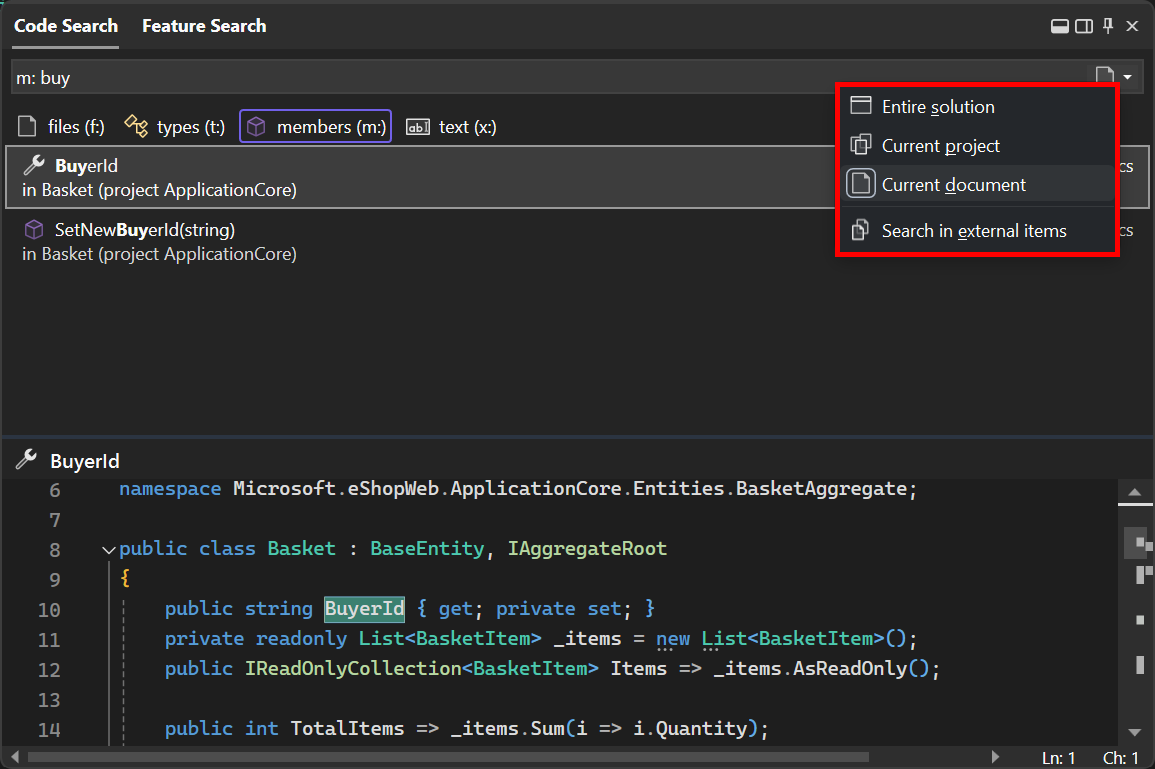 Code Search Feature Search
m: buy
files (f:) types (t:) members (m:) abI text (x:)
Entire solution
Current project
Current document
Search in external items
BuyerId cs
in Basket (project ApplicationCore)
SetNewBuyerId(string) cs
in Basket (project ApplicationCore)
BuyerId
6 namespace Microsoft.eShopWeb.ApplicationCore.Entities.BasketAggregate;
7
8 public class Basket : BaseEntity, IAggregateRoot
9 {
10 public string BuyerId { get; private set; }
11 private readonly List<BasketItem> _items = new List<BasketItem>();
12 public IReadOnlyCollection<BasketItem> Items => _items.AsReadOnly();
13
14 public int TotalItems => _items.Sum(i => i.Quantity);
Ln: 1 Ch: 1